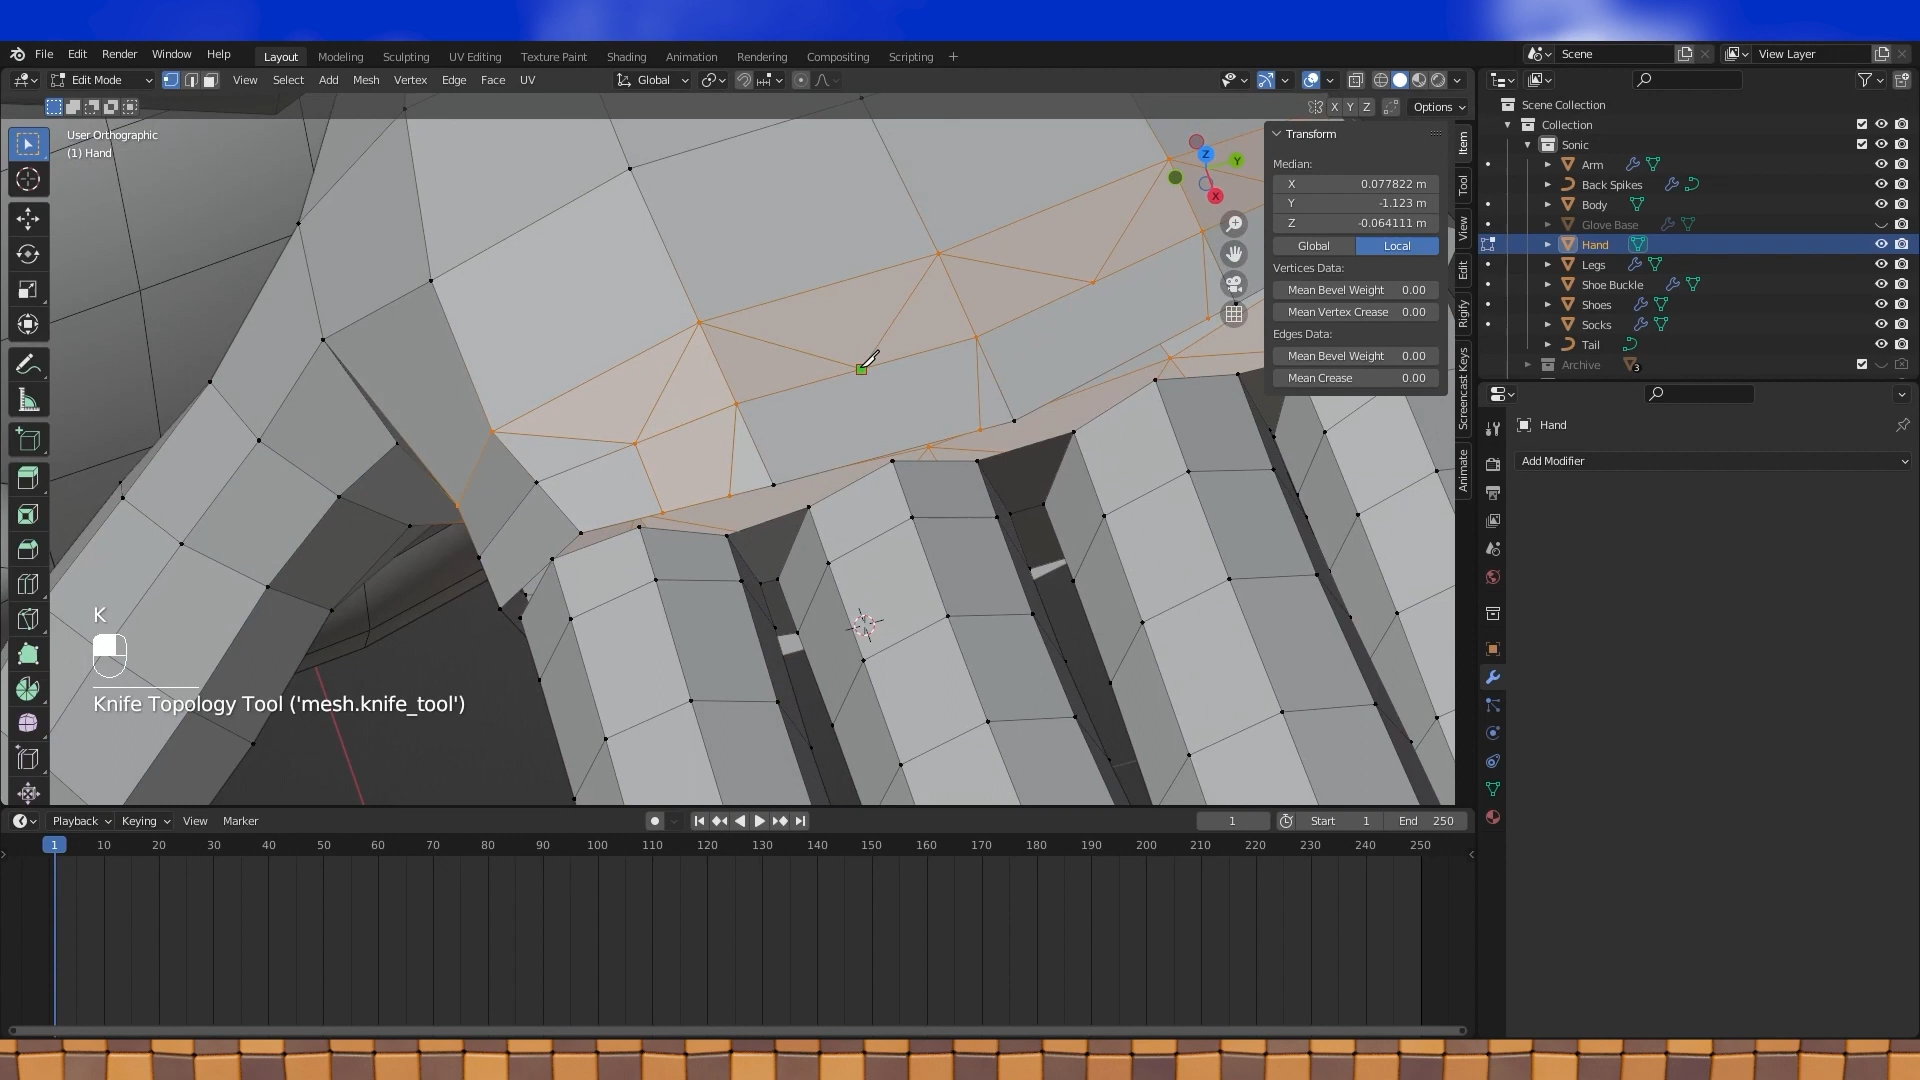 File Edit Render Window Help Layout Modeling Sculpting UV Editing Texture Paint Shading Animation Rendering Compositing Scripting + Scene View Layer
Edit Mode View Select Add Mesh Vertex Edge Face UV Global
X Y Z Options
User Orthographic
(1) Hand
Transform
Median:
X 0.077822 m
Y -1.123 m
Z -0.064111 m
Global Local
Vertices Data:
Mean Bevel Weight 0.00
Mean Vertex Crease 0.00
Edges Data:
Mean Bevel Weight 0.00
Mean Crease 0.00
Z Y X
Item
Tool
View
Edit
Rigify
Screencast Keys
Animate
Scene Collection
Collection
Sonic
Arm
Back Spikes
Body
Glove Base
Hand
Legs
Shoe Buckle
Shoes
Socks
Tail
Archive 3
Hand
Add Modifier
K
Knife Topology Tool ('mesh.knife_tool')
Playback Keying View Marker 1 Start 1 End 250
1 10 20 30 40 50 60 70 80 90 100 110 120 130 140 150 160 170 180 190 200 210 220 230 240 250